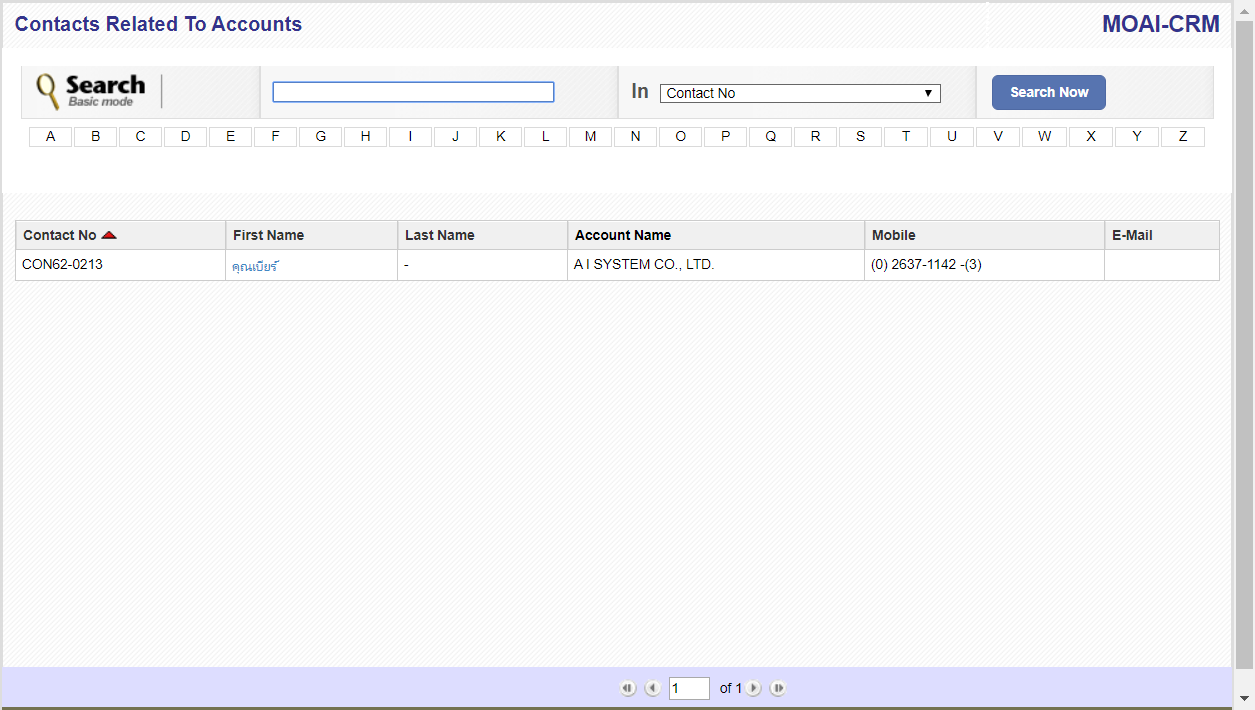 Contacts Related To Accounts MOAI-CRM
Search
Basic mode
In Contact No Search Now
A B C D E F G H I J K L M N O P Q R S T U V W X Y Z
Contact No First Name Last Name Account Name Mobile E-Mail
CON62-0213 คุณเบียร์ - A I SYSTEM CO., LTD. (0) 2637-1142 -(3)
1 of 1